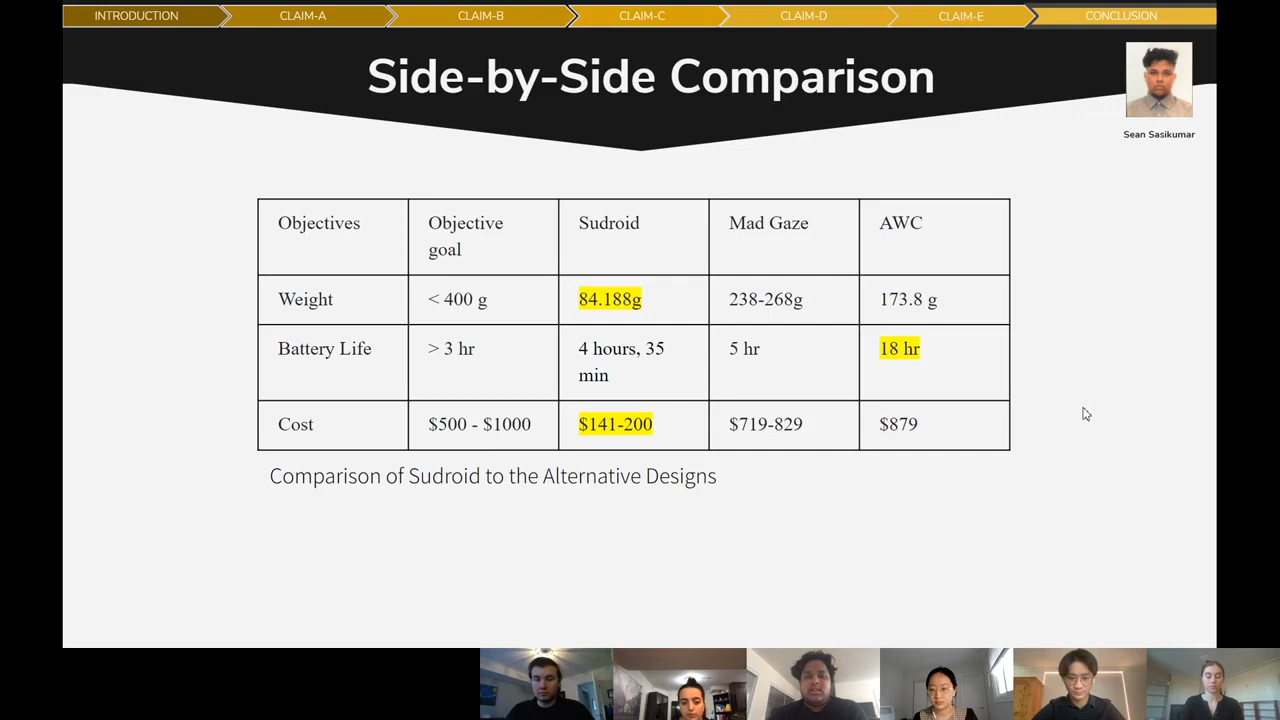 INTRODUCTION
CLAIM-A
CLAIM-B
CLAIM-C
CLAIM-D
CLAIM-E
CONCLUSION
Side-by-Side Comparison
Sean Sasikumar
Objectives
Objective
goal
Sudroid
Mad Gaze
AWC
Weight
< 400 g
84.188g
238-268g
173.8 g
Battery Life
> 3 hr
4 hours, 35
min
5 hr
18 hr
Cost
$500 - $1000
$141-200
$719-829
$879
Comparison of Sudroid to the Alternative Designs